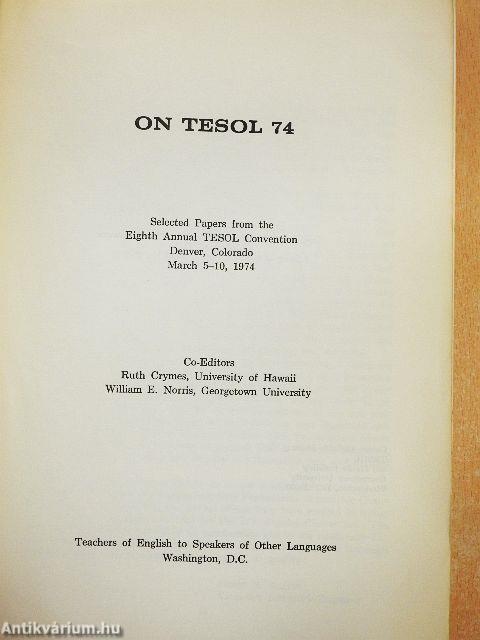 ON TESOL 74
Selected Papers from the
Eighth Annual TESOL Convention
Denver, Colorado
March 5–10, 1974
Co-Editors
Ruth Crymes, University of Hawaii
William E. Norris, Georgetown University
Teachers of English to Speakers of Other Languages
Washington, D.C.
Antikvárium.hu